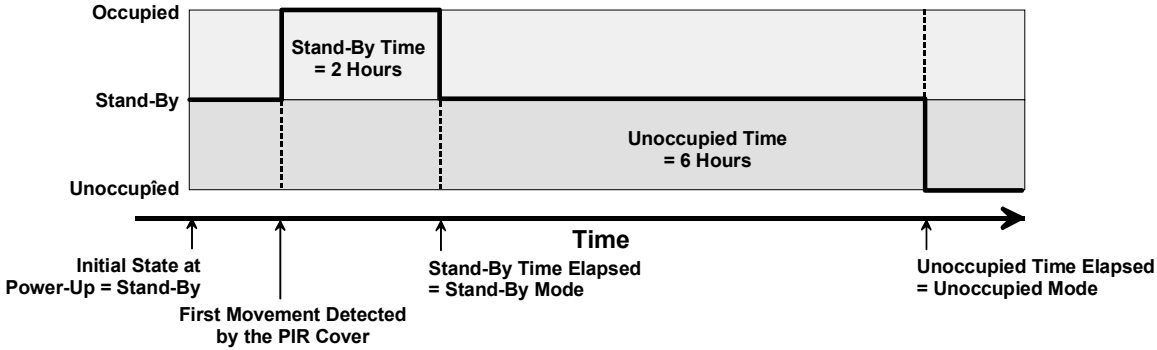 Occupied
Stand-By Time
= 2 Hours
Stand-By
Unoccupied Time
= 6 Hours
Unoccupîed
Time
Initial State at
Power-Up = Stand-By
First Movement Detected
by the PIR Cover
Stand-By Time Elapsed
= Stand-By Mode
Unoccupied Time Elapsed
= Unoccupied Mode